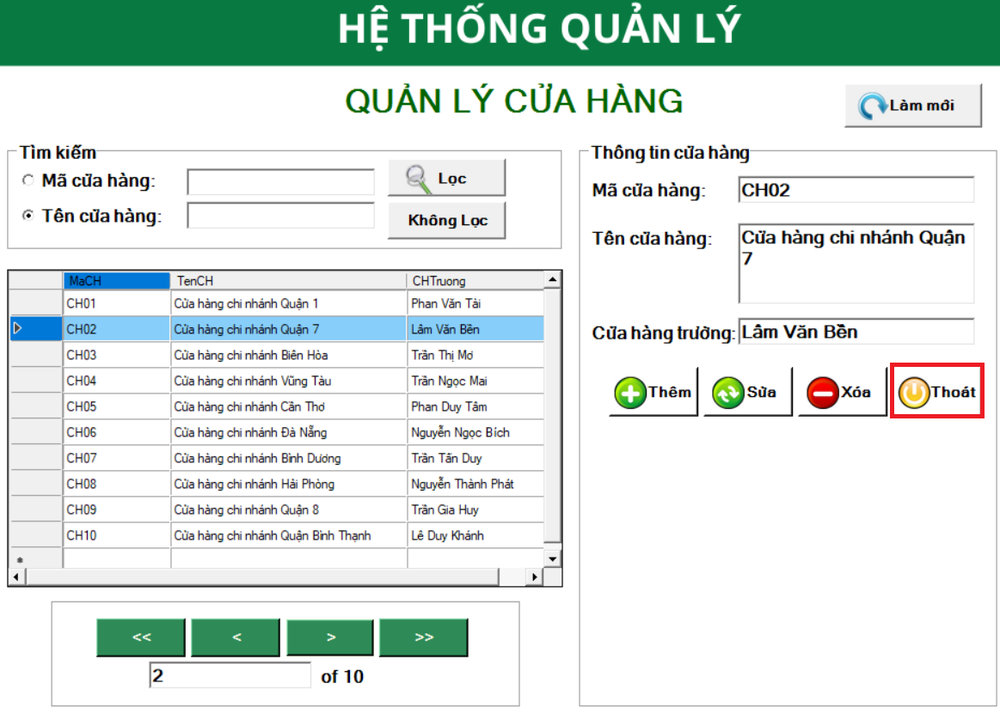 HỆ THỐNG QUẢN LÝ
QUẢN LÝ CỬA HÀNG
Làm mới
Tìm kiếm
Mã cửa hàng:
Lọc
Tên cửa hàng:
Không Lọc
MaCH TenCH CHTruong
CH01 Cửa hàng chi nhánh Quận 1 Phan Văn Tài
CH02 Cửa hàng chi nhánh Quận 7 Lâm Văn Bền
CH03 Cửa hàng chi nhánh Biên Hòa Trần Thị Mơ
CH04 Cửa hàng chi nhánh Vũng Tàu Trần Ngọc Mai
CH05 Cửa hàng chi nhánh Cần Thơ Phan Duy Tâm
CH06 Cửa hàng chi nhánh Đà Nẵng Nguyễn Ngọc Bích
CH07 Cửa hàng chi nhánh Bình Dương Trần Tấn Duy
CH08 Cửa hàng chi nhánh Hải Phòng Nguyễn Thành Phát
CH09 Cửa hàng chi nhánh Quận 8 Trần Gia Huy
CH10 Cửa hàng chi nhánh Quận Bình Thạnh Lê Duy Khánh
*
<< < > >>
2 of 10
Thông tin cửa hàng
Mã cửa hàng: CH02
Tên cửa hàng: Cửa hàng chi nhánh Quận
7
Cửa hàng trưởng: Lâm Văn Bền
Thêm Sửa Xóa Thoát